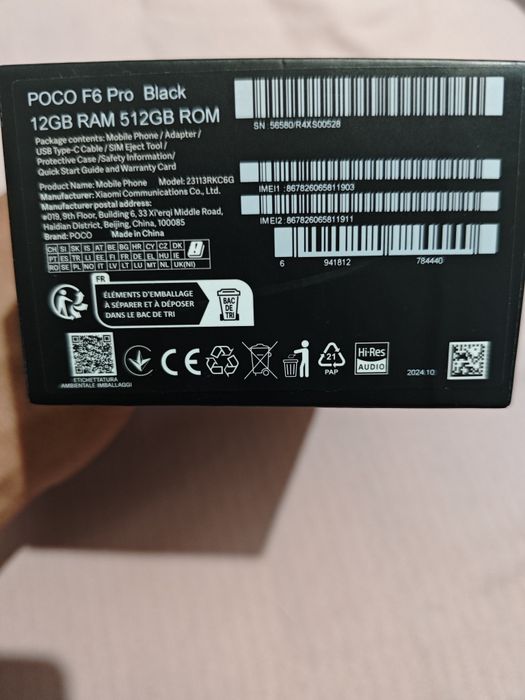 POCO F6 Pro Black
12GB RAM 512GB ROM
Package contents: Mobile Phone / Adapter /
USB Type-C Cable / SIM Eject Tool /
Protective Case /Safety Information/
Quick Start Guide and Warranty Card
Product Name: Mobile Phone Model: 23113RKC6G
Manufacturer: Xiaomi Communications Co., Ltd.
Manufacturer postal address:
#019, 9th Floor, Building 6, 33 Xi'erqi Middle Road,
Haidian District, Beijing, China, 100085
Brand: POCO Made in China
CH SI SK IS AT BE BG HR CY CZ DK
PT ES TR LI EE FI FR DE EL HU IE
RO SE PL NO IT LV LT LU MT NL UK(NI)
SN: 56580/R4XS00528
IMEI1 :867826065811903
IMEI2 :867826065811911
6 941812 784440
FR
ÉLÉMENTS D'EMBALLAGE
À SÉPARER ET À DÉPOSER
DANS LE BAC DE TRI
BAC
DE
TRI
ETICHETTATURA
AMBIENTALE IMBALLAGGI
CE
21
PAP
Hi-Res
AUDIO
2024.10